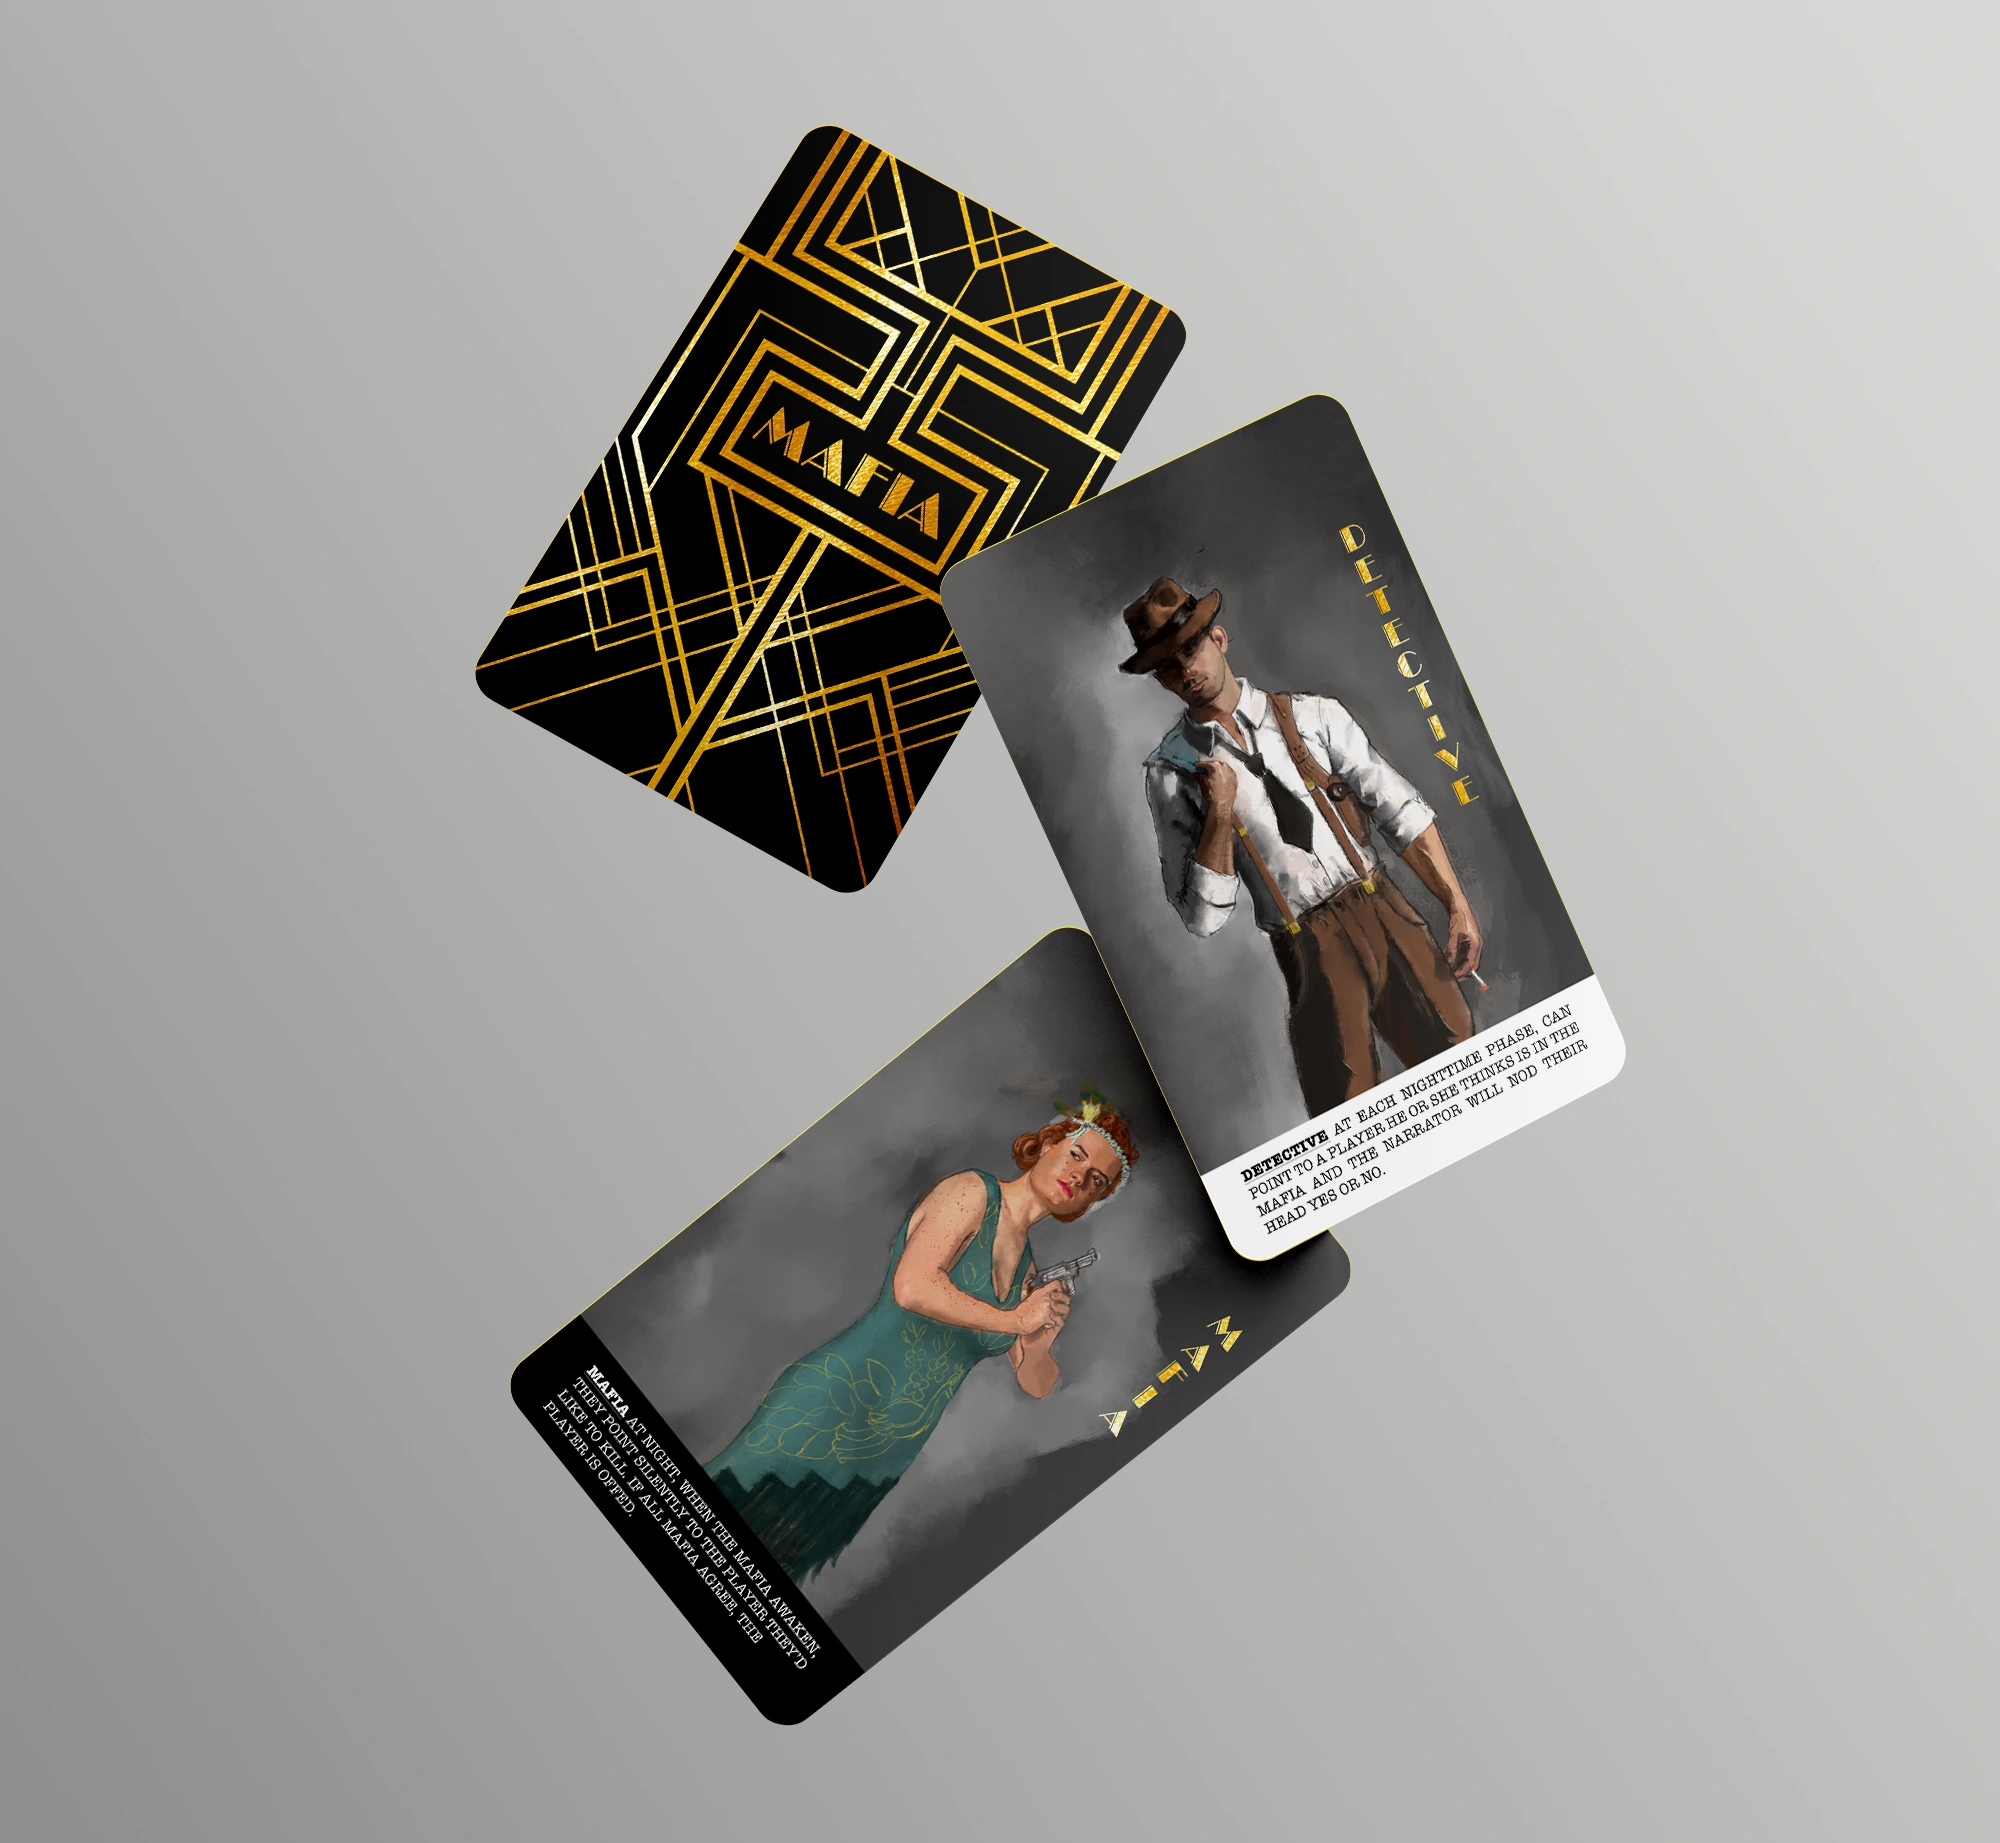 MAFIA
DETECTIVE
DETECTIVE AT EACH NIGHTTIME PHASE, CAN
POINT TO A PLAYER HE OR SHE THINKS IS IN THE
MAFIA AND THE NARRATOR WILL NOD THEIR
HEAD YES OR NO.
MAFIA
MAFIA AT NIGHT, WHEN THE MAFIA AWAKEN,
THEY POINT SILENTLY TO THE PLAYER THEY'D
LIKE TO KILL. IF ALL MAFIA AGREE, THE
PLAYER IS OFFED.